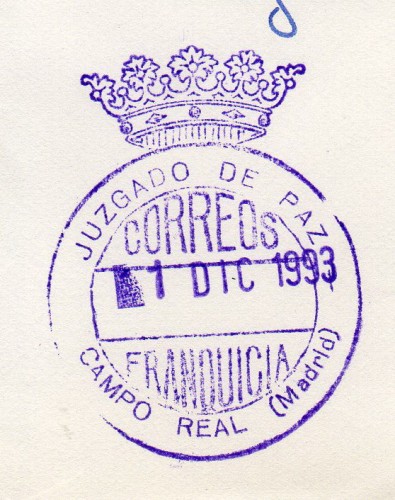 JUZGADO DE PAZ
CORREOS
1 DIC 1993
FRANQUICIA
CAMPO REAL (Madrid)